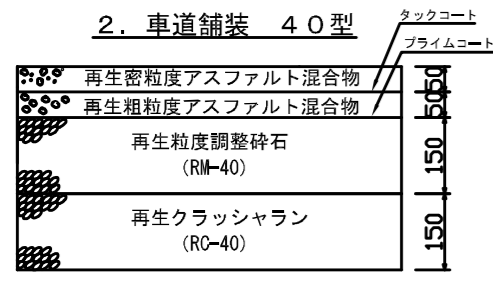 2．車道舗装　４０型
タックコート
プライムコート
再生密粒度アスファルト混合物
50
再生粗粒度アスファルト混合物
50
再生粒度調整砕石
(RM-40)
150
再生クラッシャラン
(RC-40)
150